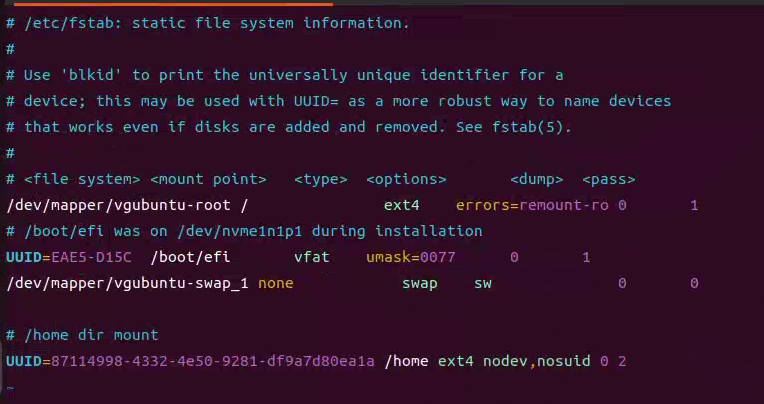 # /etc/fstab: static file system information.
#
# Use 'blkid' to print the universally unique identifier for a
# device; this may be used with UUID= as a more robust way to name devices
# that works even if disks are added and removed. See fstab(5).
#
# <file system> <mount point>   <type>  <options>       <dump>  <pass>
/dev/mapper/vgubuntu-root /               ext4    errors=remount-ro 0       1
# /boot/efi was on /dev/nvme1n1p1 during installation
UUID=EAE5-D15C  /boot/efi       vfat    umask=0077      0       1
/dev/mapper/vgubuntu-swap_1 none            swap    sw              0       0
# /home dir mount
UUID=87114998-4332-4e50-9281-df9a7d80ea1a /home ext4 nodev,nosuid 0 2
~